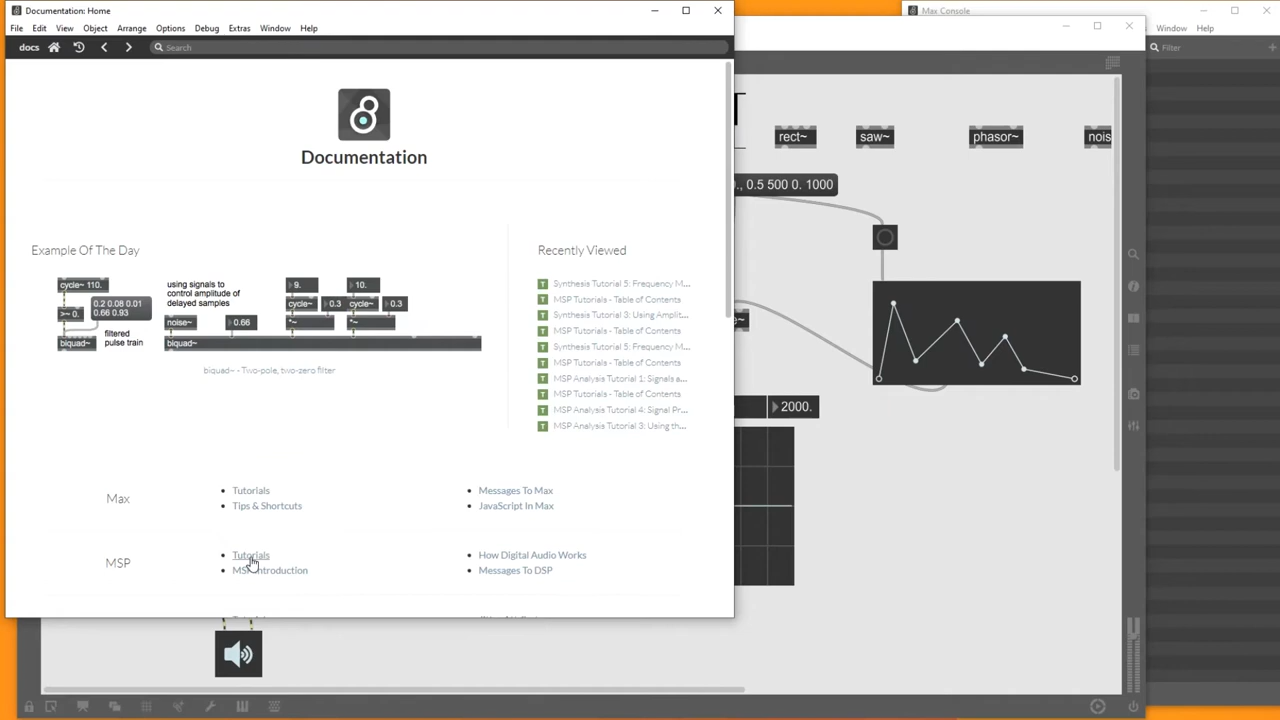 Documentation: Home
File Edit View Object Arrange Options Debug Extras Window Help
docs Search
Documentation
Example Of The Day
cycle~ 110.
0.2 0.08 0.01
0.66 0.93
>~ 0.
filtered
pulse train
biquad~
using signals to
control amplitude of
delayed samples
noise~ 0.66
9. 10.
cycle~ 0.3 cycle~ 0.3
*~ *~
biquad~
biquad~ - Two-pole, two-zero filter
Recently Viewed
T Synthesis Tutorial 5: Frequency M...
T MSP Tutorials - Table of Contents
T Synthesis Tutorial 3: Using Amplit...
T MSP Tutorials - Table of Contents
T Synthesis Tutorial 5: Frequency M...
T MSP Tutorials - Table of Contents
T MSP Analysis Tutorial 1: Signals a...
T MSP Tutorials - Table of Contents
T MSP Analysis Tutorial 4: Signal Pr...
T MSP Analysis Tutorial 3: Using th...
Max
Tutorials
Tips & Shortcuts
Messages To Max
JavaScript In Max
MSP
Tutorials
MSP Introduction
How Digital Audio Works
Messages To DSP
Max Console
Window Help
Filter
rect~ saw~ phasor~ nois
., 0.5 500 0. 1000
2000.